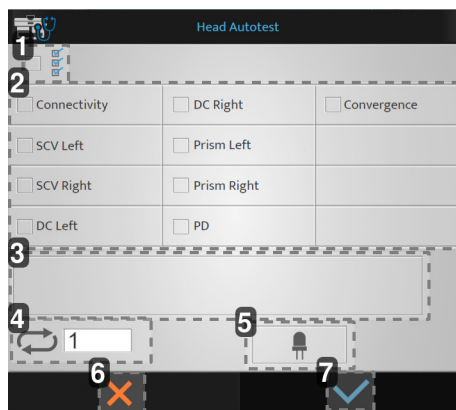 Head Autotest
1
2
Connectivity DC Right Convergence
SCV Left Prism Left
SCV Right Prism Right
DC Left PD
3
4
1
5
6
7